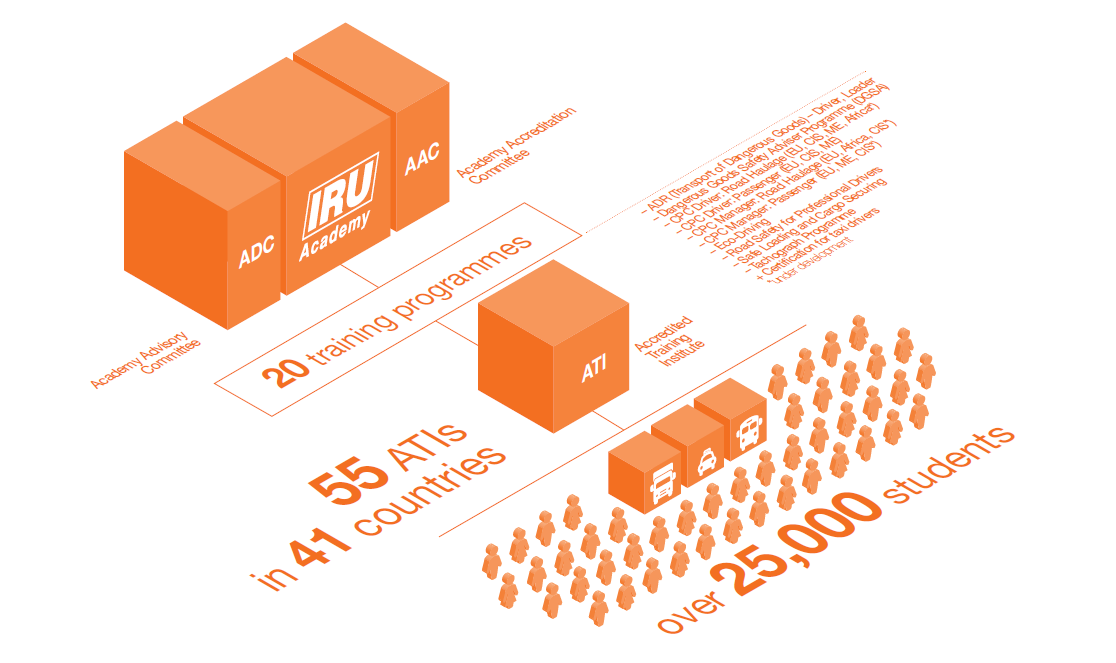 AAC
Academy Accreditation
Committee
IRU
Academy
ADC
Academy Advisory
Committee
20 training programmes
– ADR (Transport of Dangerous Goods) – Driver, Loader
– Dangerous Goods Safety Adviser Programme (DGSA)
– CPC Driver, Road Haulage (EU, CIS, ME, Africa*)
– CPC Driver, Passenger (EU, CIS, ME)
– CPC Manager, Road Haulage (EU, Africa, CIS*)
– CPC Manager, Passenger (EU, ME, CIS*)
– Eco-Driving
– Road Safety for Professional Drivers
– Safe Loading and Cargo Securing
– Tachograph Programme
+ Certification for taxi drivers
*under development
ATI
Accredited
Training
Institute
55 ATIs
in 41 countries
over 25,000 students